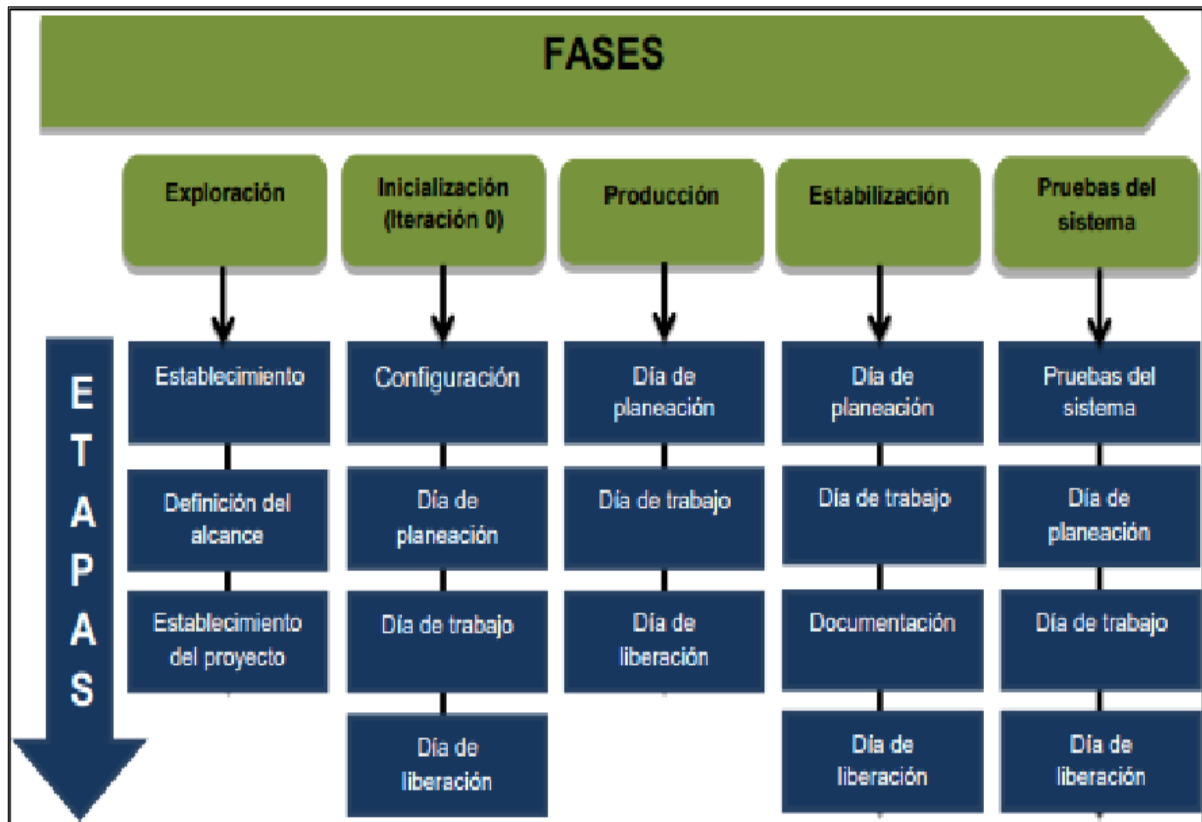 FASES
Exploración
Inicialización
(Iteración 0)
Producción
Estabilización
Pruebas del
sistema
ETAPAS
Establecimiento
Definición del
alcance
Establecimiento
del proyecto
Configuración
Día de
planeación
Día de trabajo
Día de
liberación
Día de
planeación
Día de trabajo
Día de
liberación
Día de
planeación
Día de trabajo
Documentación
Día de
liberación
Pruebas del
sistema
Día de
planeación
Día de trabajo
Día de
liberación